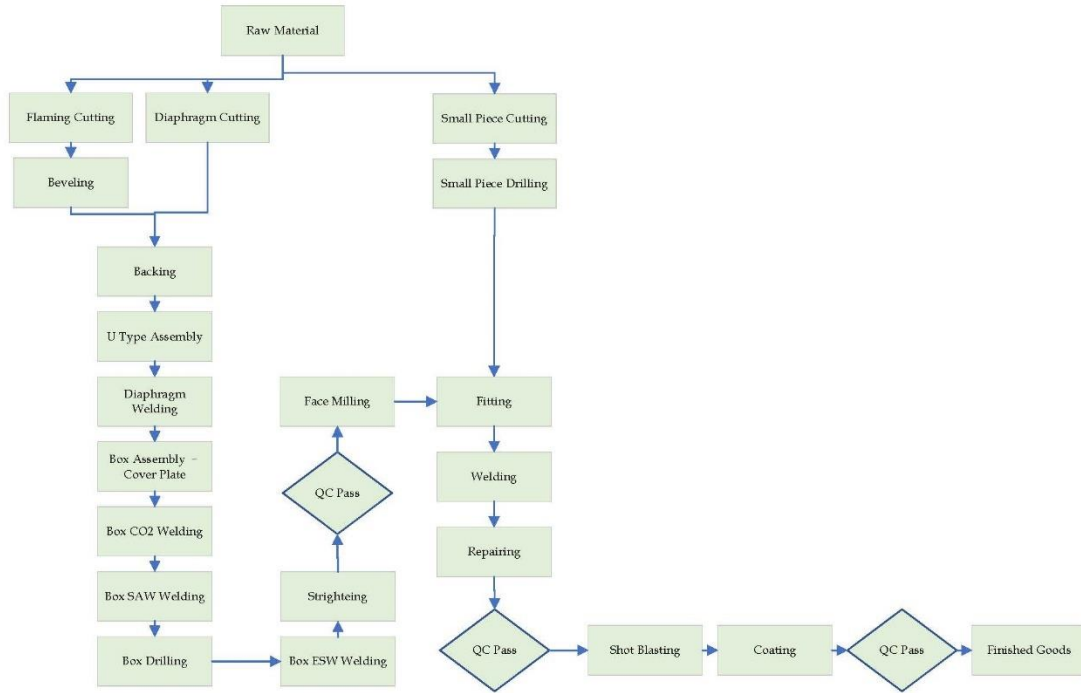 Raw Material
Flaming Cutting
Diaphragm Cutting
Small Piece Cutting
Beveling
Small Piece Drilling
Backing
U Type Assembly
Diaphragm
Welding
Face Milling
Fitting
Box Assembly –
Cover Plate
QC Pass
Welding
Box CO2 Welding
Repairing
Box SAW Welding
Strighteing
Box Drilling
Box ESW Welding
QC Pass
Shot Blasting
Coating
QC Pass
Finished Goods